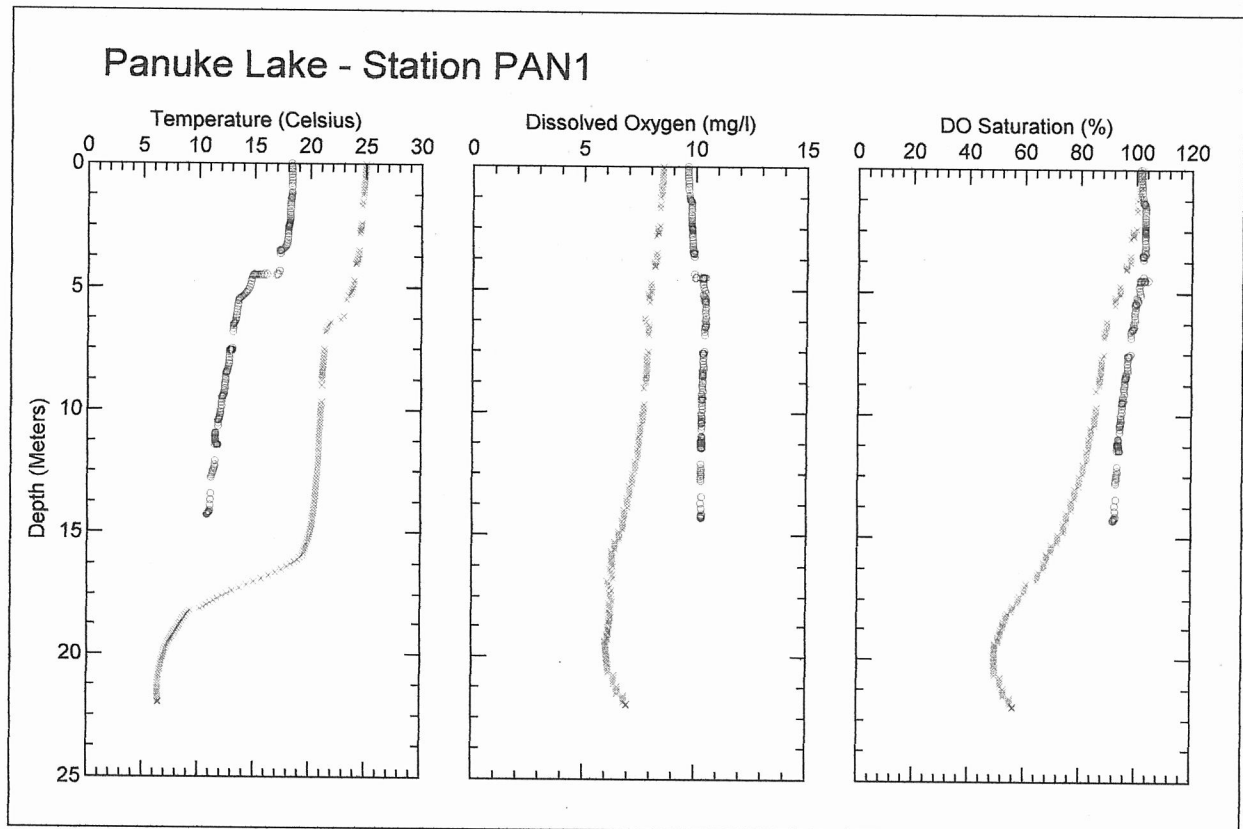 Panuke Lake - Station PAN1
Temperature (Celsius)
0 5 10 15 20 25 30
Dissolved Oxygen (mg/l)
0 5 10 15
DO Saturation (%)
0 20 40 60 80 100 120
Depth (Meters)
0
5
10
15
20
25